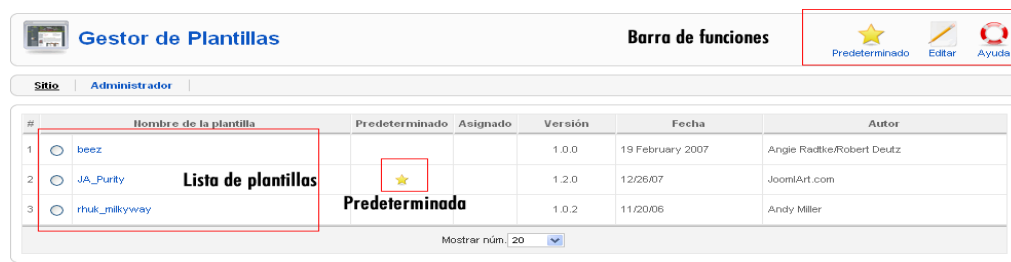 Gestor de Plantillas
Barra de funciones
Predeterminado Editar Ayuda
Sitio Administrador
# Nombre de la plantilla Predeterminado Asignado Versión Fecha Autor
1 beez 1.0.0 19 February 2007 Angie Radtke/Robert Deutz
2 JA_Purity Lista de plantillas 1.2.0 12/26/07 JoomlArt.com
Predeterminada
3 rhuk_milkyway 1.0.2 11/20/06 Andy Miller
Mostrar núm. 20